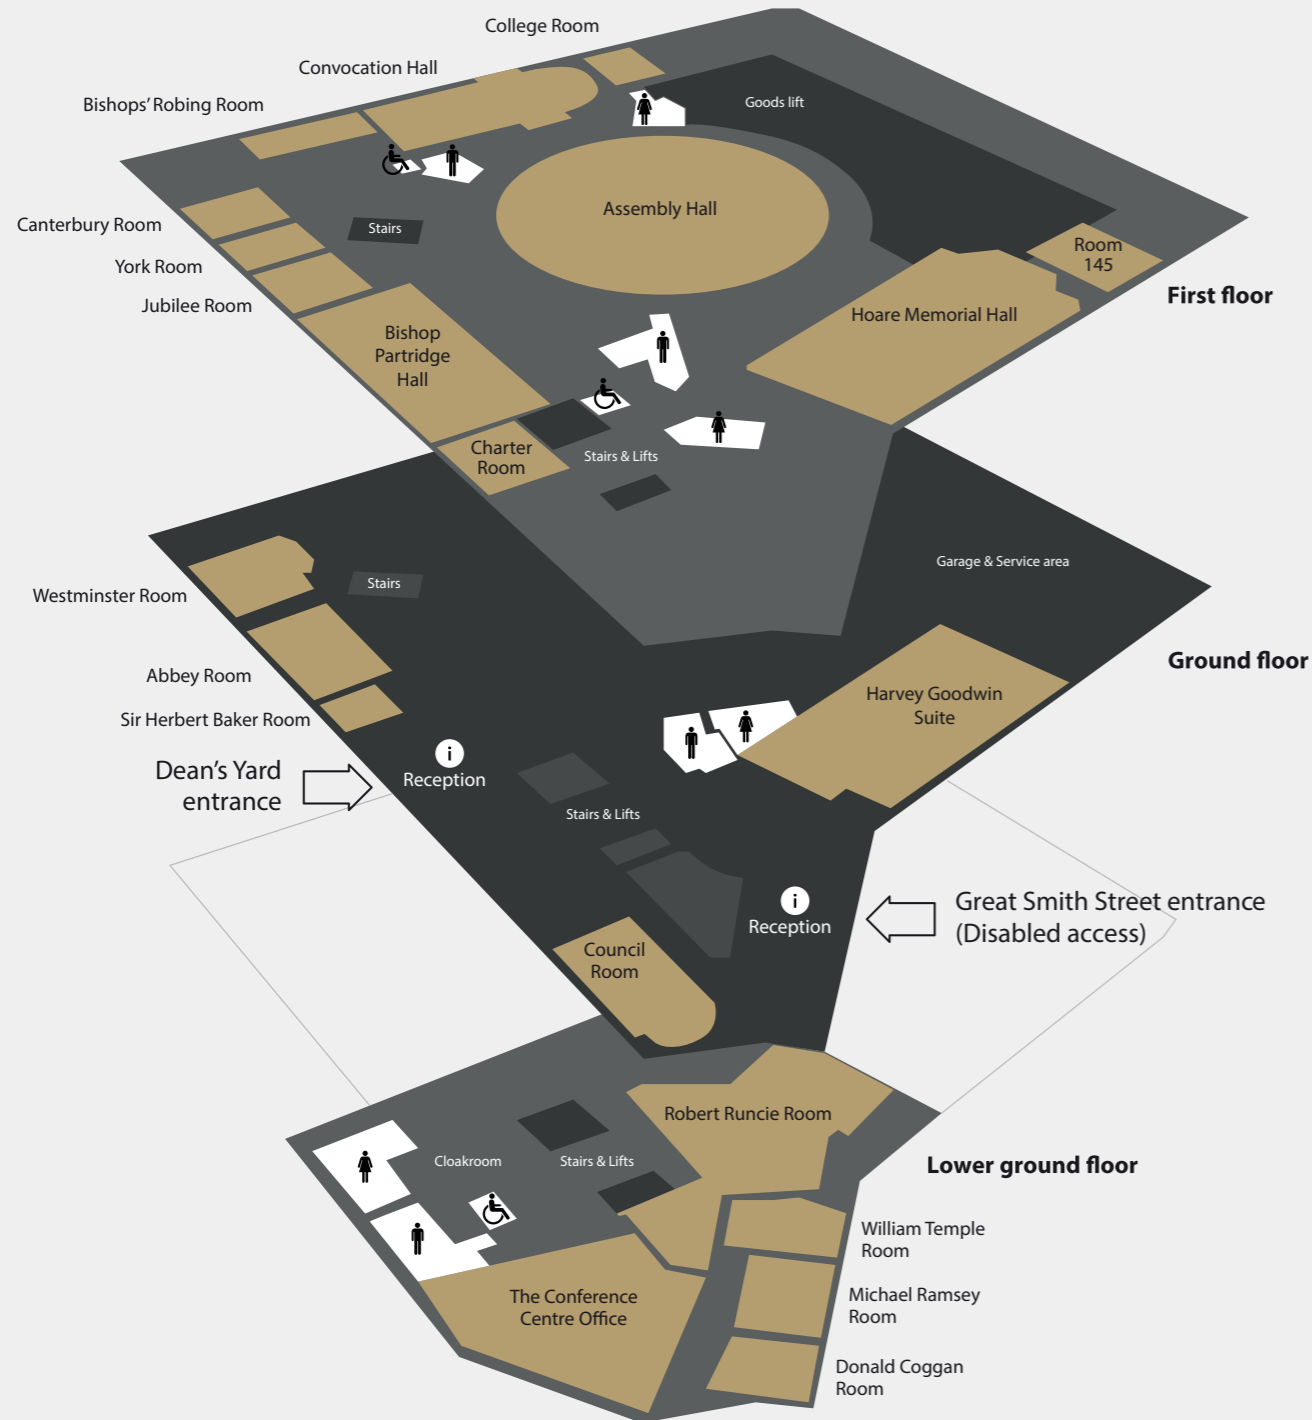 College Room
Convocation Hall
Bishops' Robing Room
Goods lift
Assembly Hall
Canterbury Room
Stairs
York Room
Jubilee Room
Room
145
First floor
Hoare Memorial Hall
Bishop
Partridge
Hall
Charter
Room
Stairs & Lifts
Garage & Service area
Stairs
Westminster Room
Ground floor
Abbey Room
Sir Herbert Baker Room
Harvey Goodwin
Suite
Dean's Yard
entrance
i
Reception
Stairs & Lifts
i
Reception
Great Smith Street entrance
(Disabled access)
Council
Room
Robert Runcie Room
Cloakroom
Stairs & Lifts
Lower ground floor
William Temple
Room
The Conference
Centre Office
Michael Ramsey
Room
Donald Coggan
Room